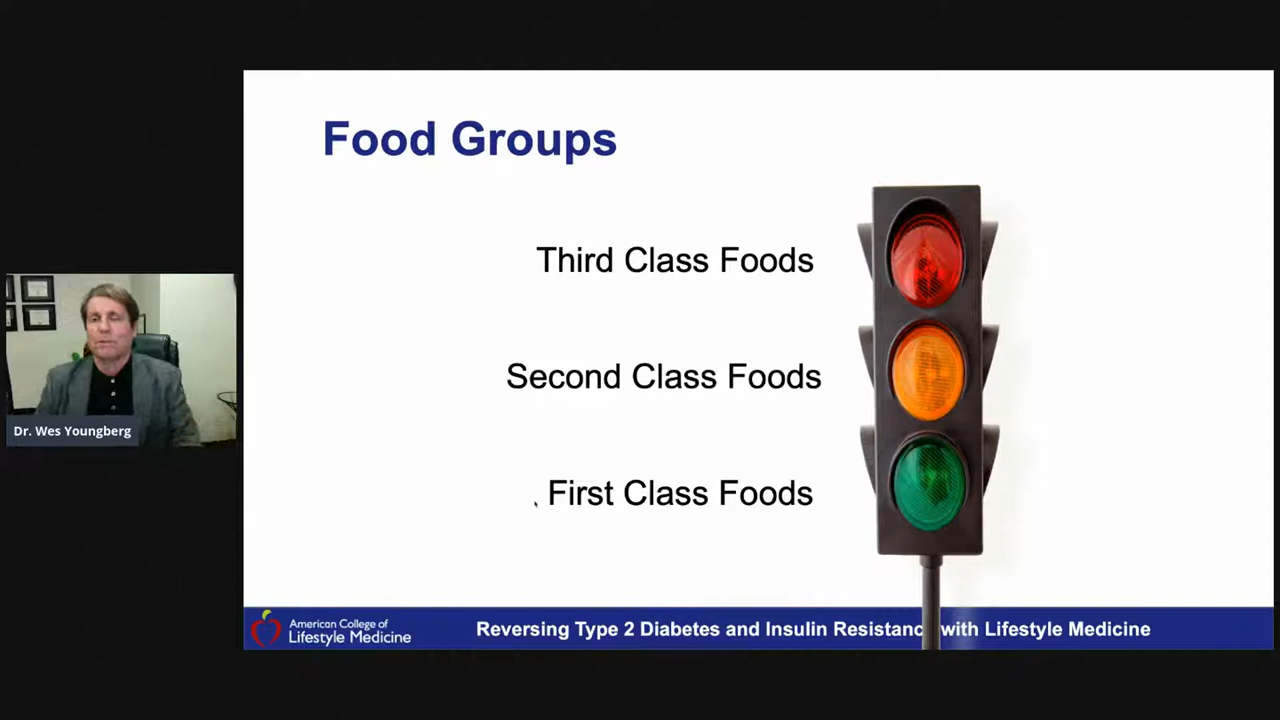 Food Groups
Third Class Foods
Second Class Foods
. First Class Foods
Dr. Wes Youngberg
American College of
Lifestyle Medicine
Reversing Type 2 Diabetes and Insulin Resistance with Lifestyle Medicine